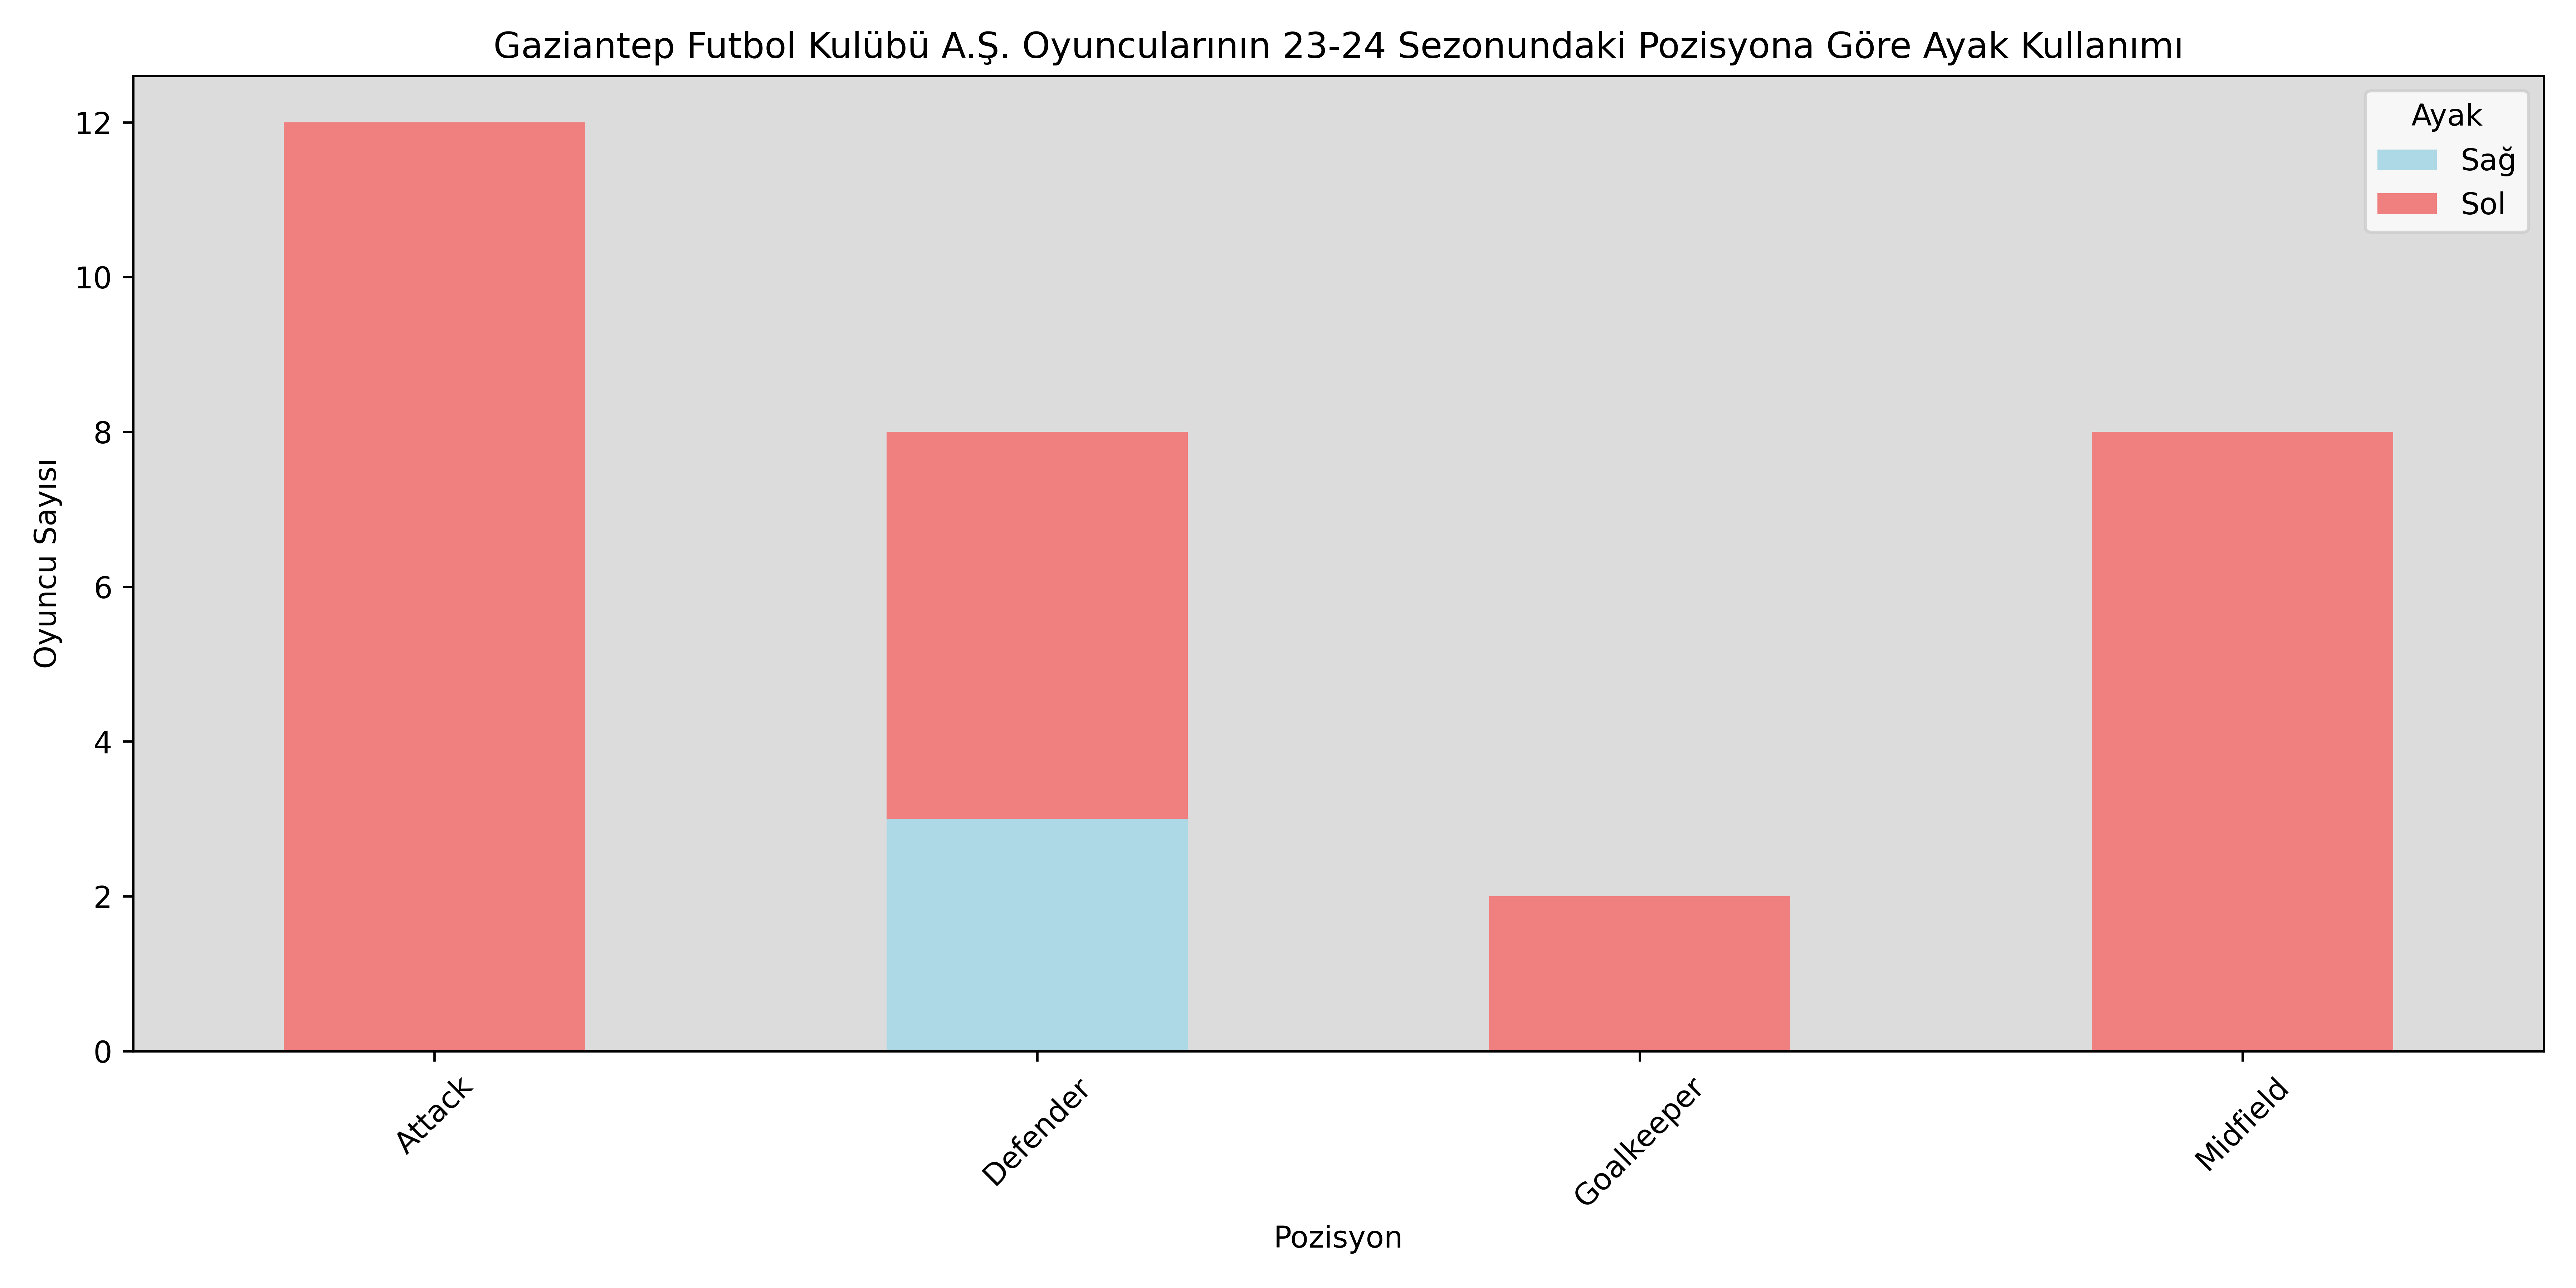 Gaziantep Futbol Kulübü A.Ş. Oyuncularının 23-24 Sezonundaki Pozisyona Göre Ayak Kullanımı
Ayak
Sağ
Sol
Oyuncu Sayısı
12
10
8
6
4
2
0
Attack
Defender
Goalkeeper
Midfield
Pozisyon